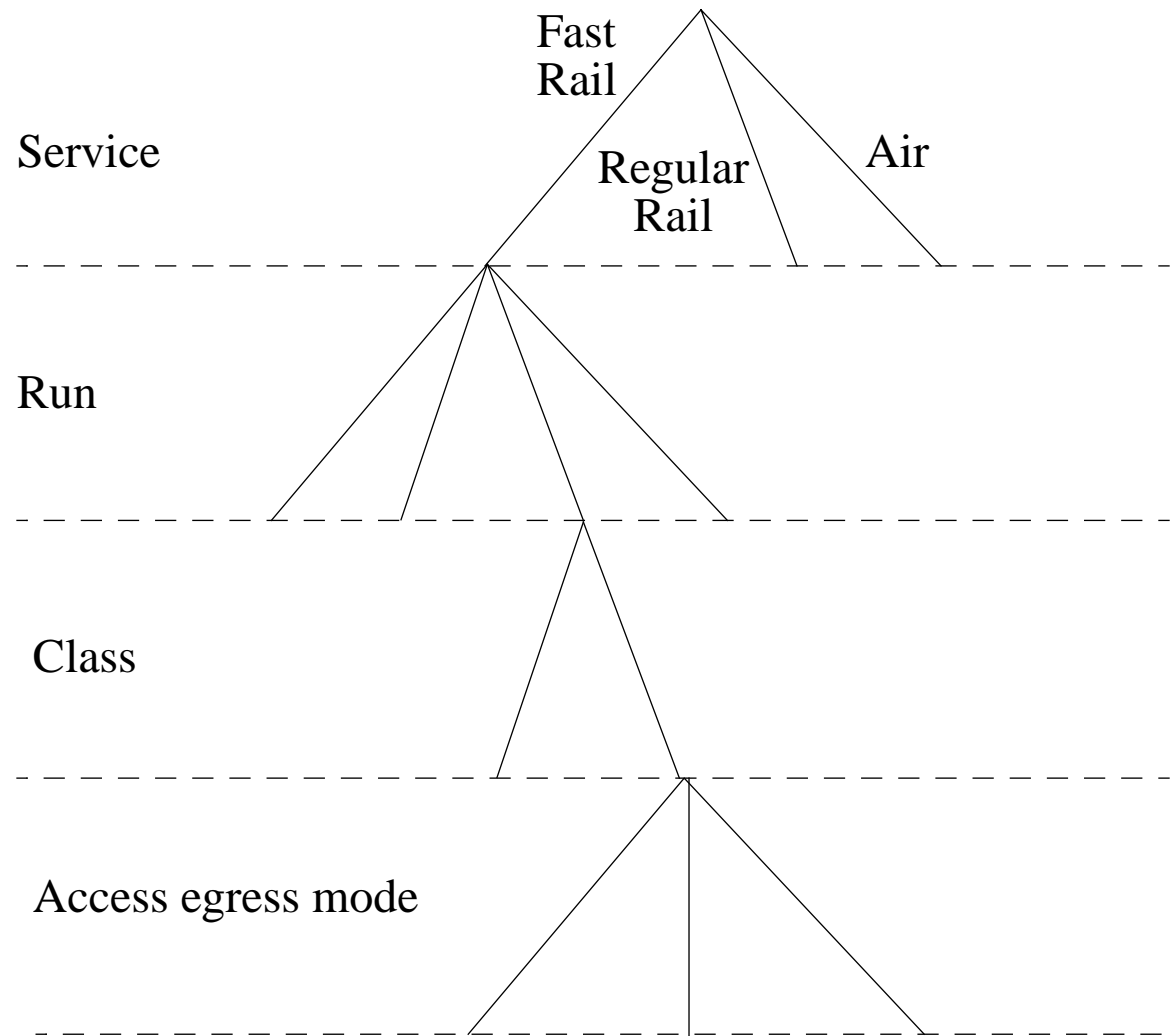 Fast
Rail
Service
Regular
Rail
Air
Run
Class
Access egress mode